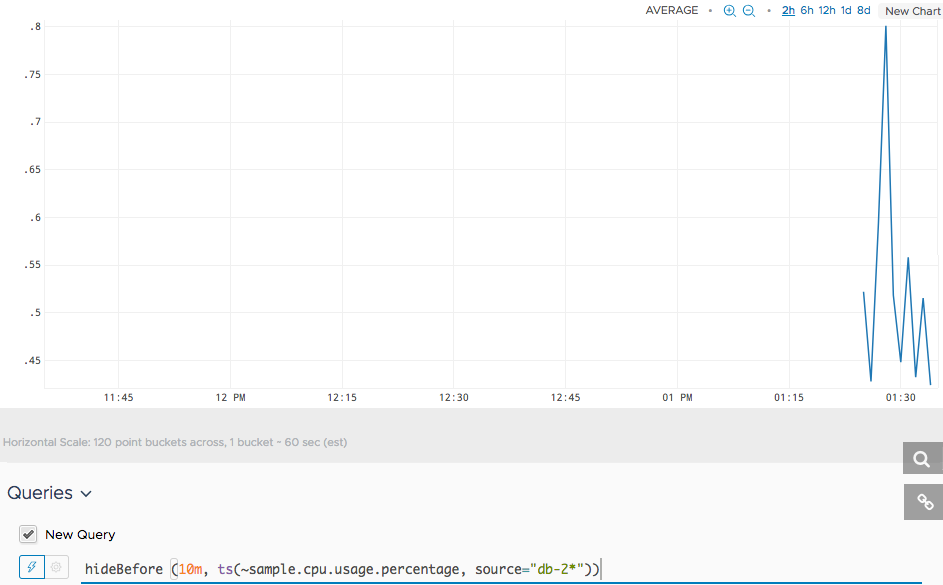 AVERAGE • 2h 6h 12h 1d 8d New Chart
.8
.75
.7
.65
.6
.55
.5
.45
11:45 12 PM 12:15 12:30 12:45 01 PM 01:15 01:30
Horizontal Scale: 120 point buckets across, 1 bucket - 60 sec (est)
Queries
New Query
hideBefore (10m, ts(~sample.cpu.usage.percentage, source="db-2*"))